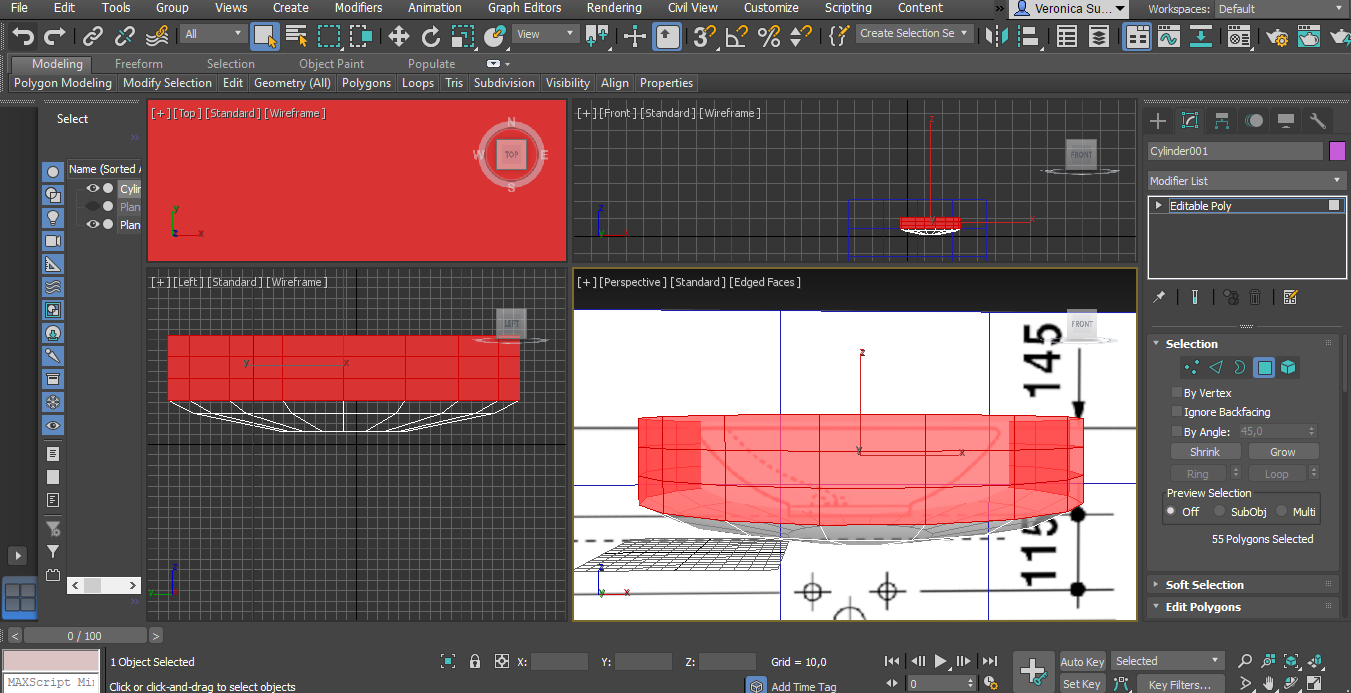 File Edit Tools Group Views Create Modifiers Animation Graph Editors Rendering Civil View Customize Scripting Content Veronica Su... Workspaces: Default
All View Create Selection Se
Modeling Freeform Selection Object Paint Populate
Polygon Modeling Modify Selection Edit Geometry (All) Polygons Loops Tris Subdivision Visibility Align Properties
Select
Name (Sorted A
Cylin
Plan
Plan
[+] [Top] [Standard] [Wireframe]
N
W TOP E
S
y
z x
[+] [Front] [Standard] [Wireframe]
FRONT
z
x
z
y x
[+] [Left] [Standard] [Wireframe]
LEFT
y x
z
y
[+] [Perspective] [Standard] [Edged Faces]
FRONT
145
z
y x
115
z
y x
Cylinder001
Modifier List
Editable Poly
Selection
By Vertex
Ignore Backfacing
By Angle: 45,0
Shrink Grow
Ring Loop
Preview Selection
Off SubObj Multi
55 Polygons Selected
Soft Selection
Edit Polygons
< 0 / 100 >
1 Object Selected X: Y: Z: Grid = 10,0 Auto Key Selected
MAXScript Mi Click or click-and-drag to select objects Add Time Tag 0 Set Key Key Filters...